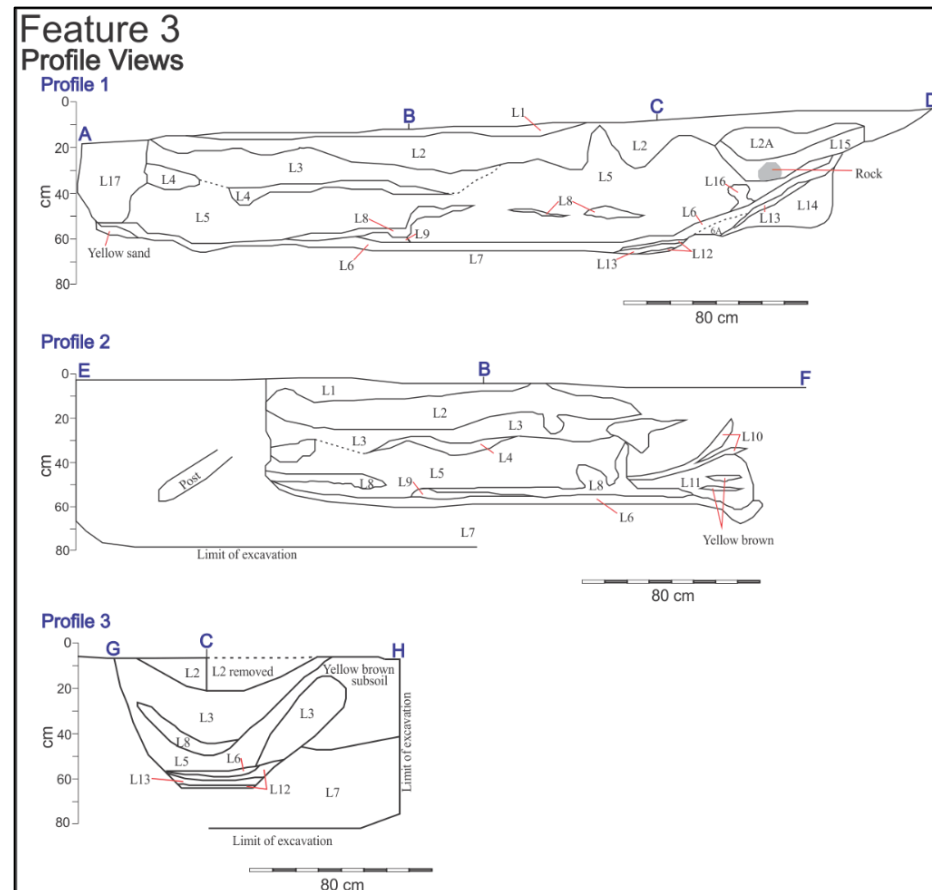 Feature 3
Profile Views
Profile 1
0
20
40
60
80
cm
A
B
C
D
L1
L2
L2
L2A
L15
L3
L4
L4
L17
L5
L5
L16
Rock
L8
L8
L9
L6
L6
6A
L13
L14
Yellow sand
L7
L13
L12
80 cm
Profile 2
0
20
40
60
80
cm
E
B
F
L1
L2
L3
L3
L4
L10
Post
L5
L8
L9
L8
L11
L6
Yellow brown
L7
Limit of excavation
80 cm
Profile 3
0
20
40
60
80
cm
G
C
H
L2
L2 removed
Yellow brown
subsoil
L3
L3
L8
L5
L6
L13
L12
L7
Limit of excavation
Limit of excavation
80 cm